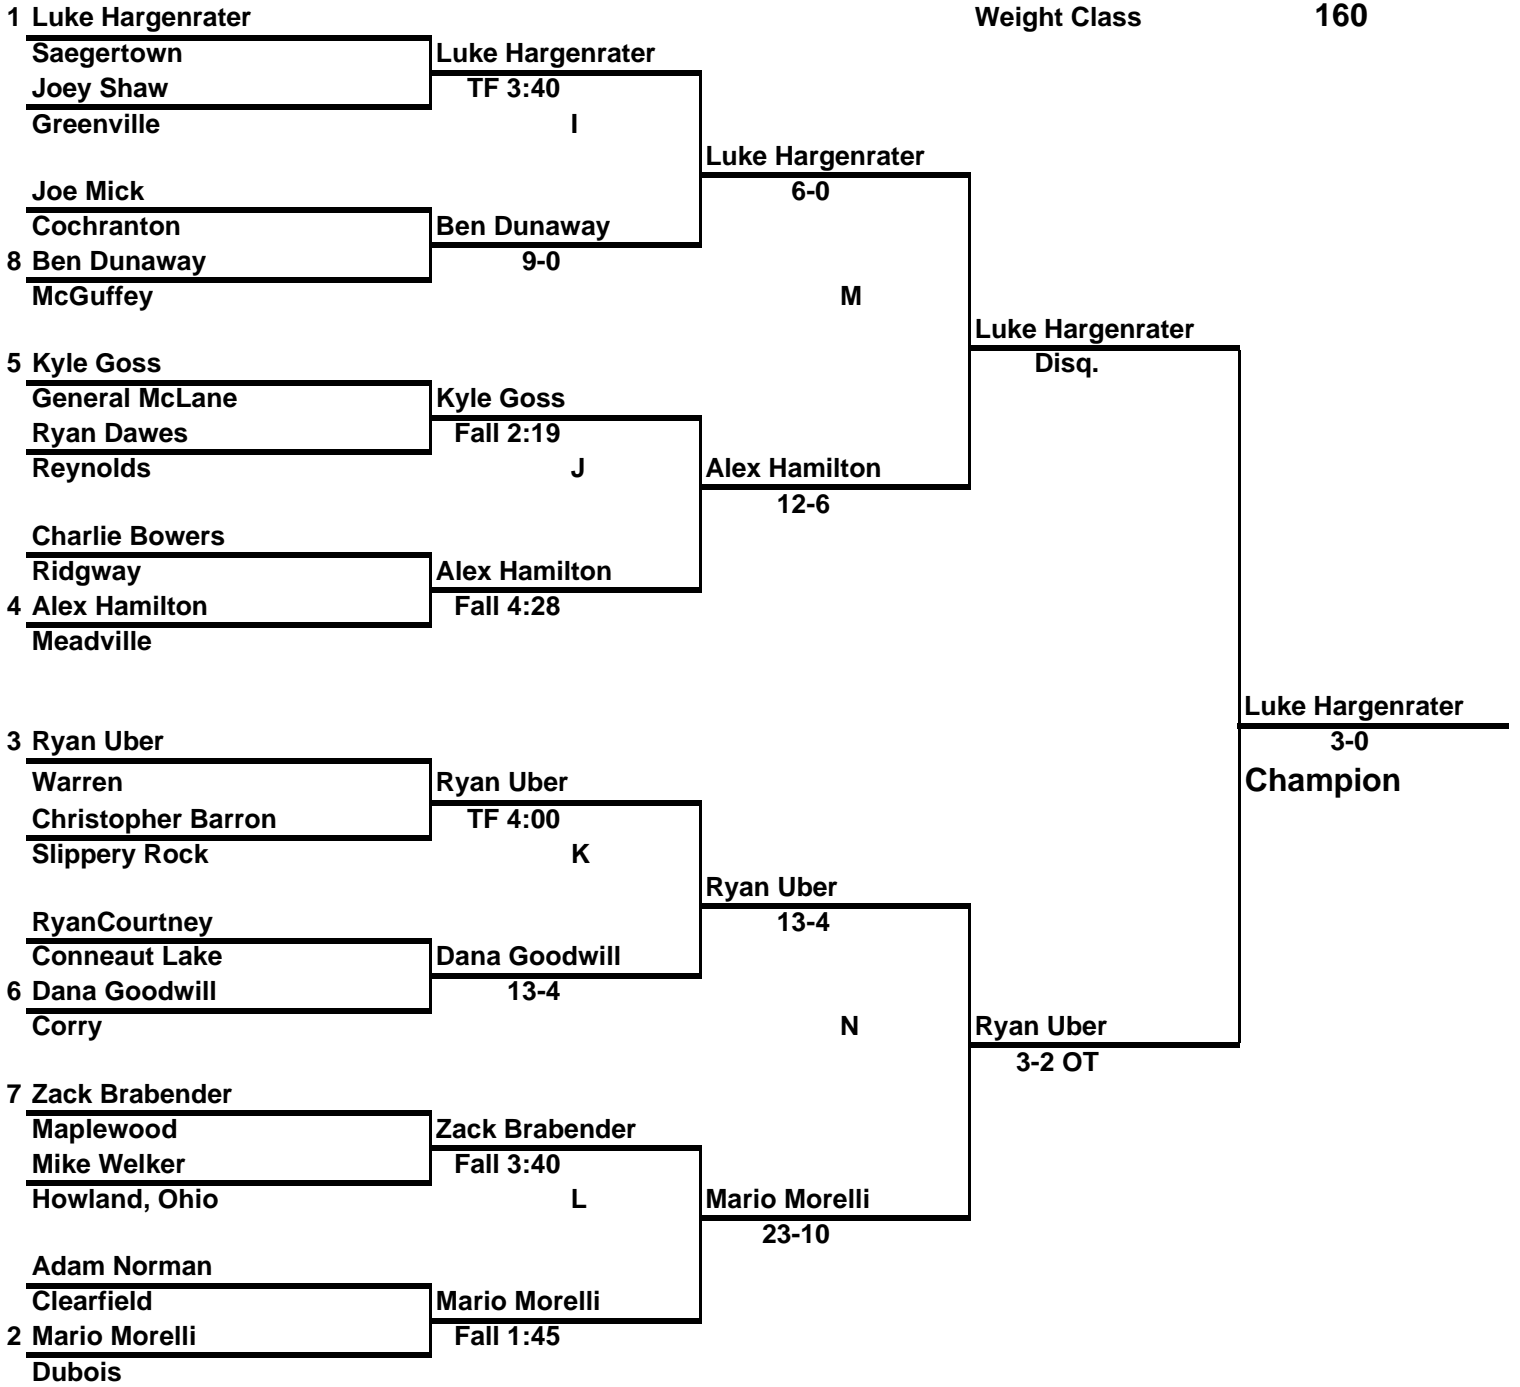 1 Luke Hargenrater
Weight Class 160
Saegertown
Luke Hargenrater
Joey Shaw
TF 3:40
Greenville
I
Luke Hargenrater
Joe Mick
6-0
Cochranton
Ben Dunaway
8 Ben Dunaway
9-0
McGuffey
M
Luke Hargenrater
5 Kyle Goss
Disq.
General McLane
Kyle Goss
Ryan Dawes
Fall 2:19
Reynolds
J
Alex Hamilton
12-6
Charlie Bowers
Ridgway
Alex Hamilton
4 Alex Hamilton
Fall 4:28
Meadville
Luke Hargenrater
3 Ryan Uber
3-0
Warren
Ryan Uber
Champion
Christopher Barron
TF 4:00
Slippery Rock
K
Ryan Uber
RyanCourtney
13-4
Conneaut Lake
Dana Goodwill
6 Dana Goodwill
13-4
Corry
N
Ryan Uber
3-2 OT
7 Zack Brabender
Maplewood
Zack Brabender
Mike Welker
Fall 3:40
Howland, Ohio
L
Mario Morelli
23-10
Adam Norman
Clearfield
Mario Morelli
2 Mario Morelli
Fall 1:45
Dubois